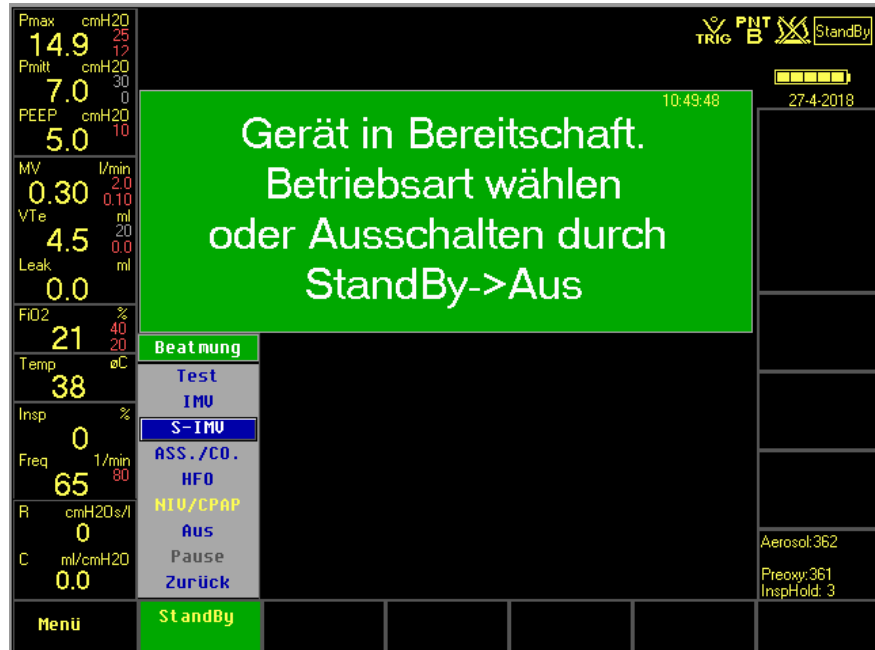 Pmax cmH2O
14.9 25
12
Pmitt cmH2O
7.0 30
0
PEEP cmH2O
5.0 10
MV l/min
0.30 2.0
0.10
VTe ml
4.5 20
0.0
Leak ml
0.0
FiO2 %
21 40
20
Temp øC
38
Insp %
0
Freq 1/min
65 80
R cmH2Os/l
0
C ml/cmH2O
0.0
TRIG PNT B StandBy
27-4-2018
10:49:48
Gerät in Bereitschaft.
Betriebsart wählen
oder Ausschalten durch
StandBy->Aus
Beatmung
Test
IMV
S-IMV
ASS./CO.
HFO
NIV/CPAP
Aus
Pause
Zurück
Aerosol:362
Preoxy:361
InspHold: 3
Menü
StandBy